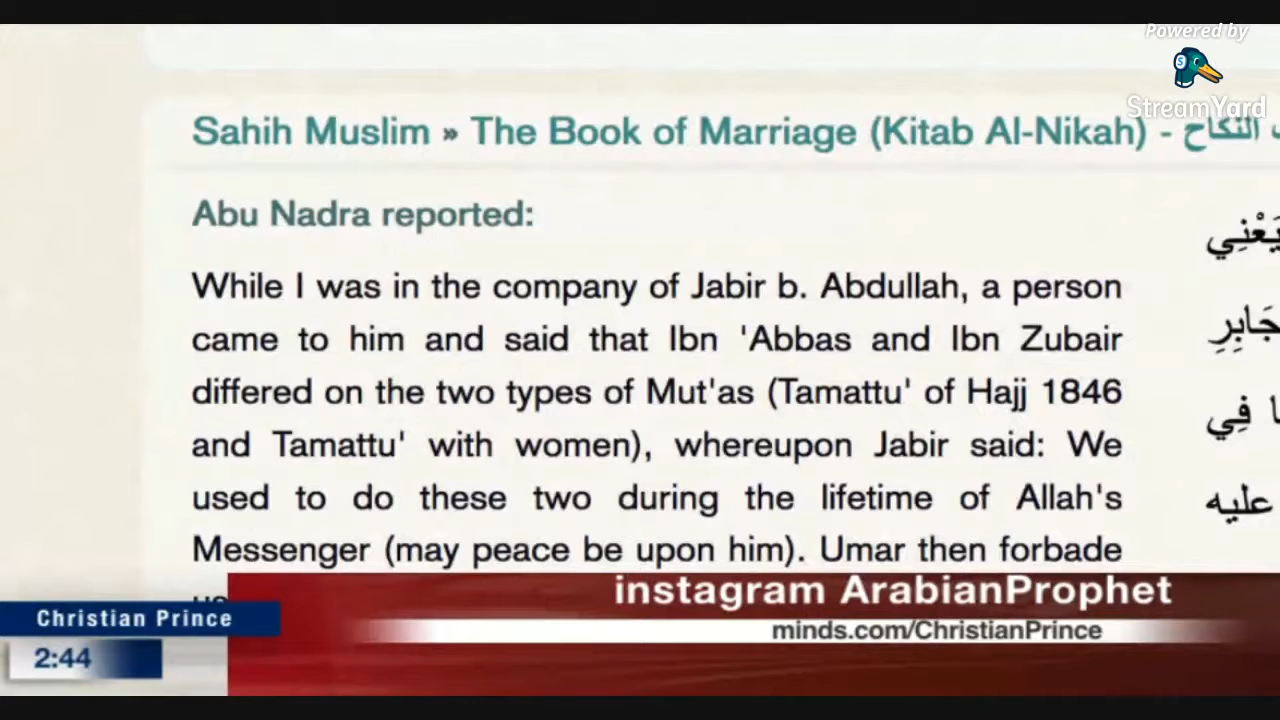 Powered by
StreamYard
Sahih Muslim » The Book of Marriage (Kitab Al-Nikah) - النكاح
Abu Nadra reported:
While I was in the company of Jabir b. Abdullah, a person
came to him and said that Ibn 'Abbas and Ibn Zubair
differed on the two types of Mut'as (Tamattu' of Hajj 1846
and Tamattu' with women), whereupon Jabir said: We
used to do these two during the lifetime of Allah's
Messenger (may peace be upon him). Umar then forbade
يَعْنِي
جَابِرِ
فِي
عليه
instagram ArabianProphet
minds.com/ChristianPrince
Christian Prince
2:44